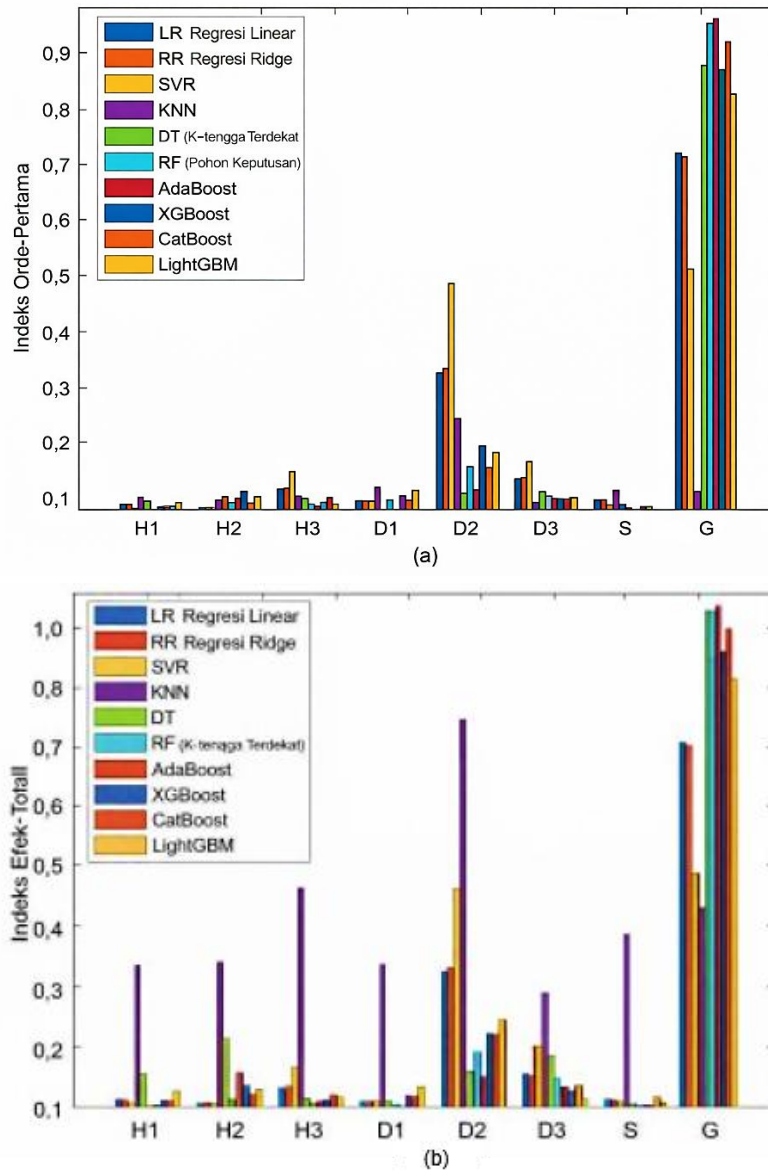 Indeks Orde-Pertama
0,9
0,8
0,7
0,6
0,5
0,4
0,3
0,2
0,1
LR Regresi Linear
RR Regresi Ridge
SVR
KNN
DT (K-tengga Terdekat
RF (Pohon Keputusan)
AdaBoost
XGBoost
CatBoost
LightGBM
H1 H2 H3 D1 D2 D3 S G
(a)
Indeks Efek-Totall
1,0
0,8
0,7
0,6
0,5
0,4
0,3
0,2
0.1
LR Regresi Linear
RR Regresi Ridge
SVR
KNN
DT
RF (K-tenqga Terdekat)
AdaBoost
XGBoost
CatBoost
LightGBM
H1 H2 H3 D1 D2 D3 S G
(b)